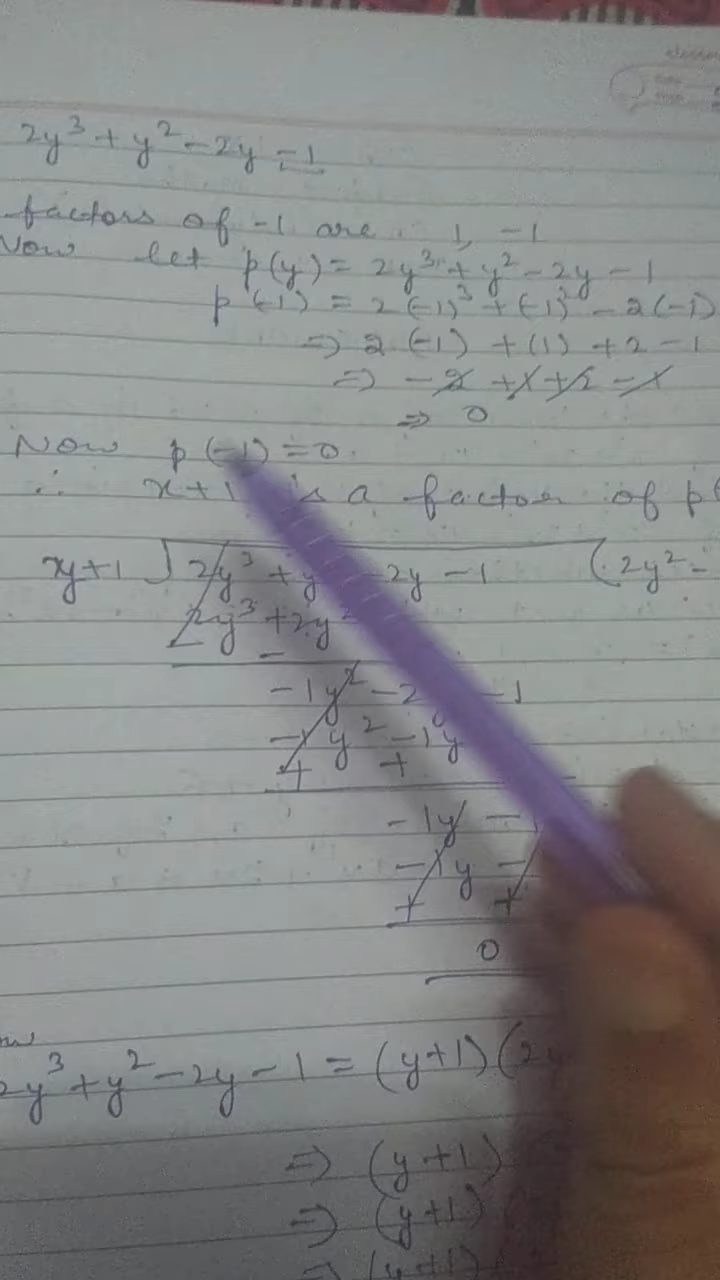 2y³ + y² - 2y - 1
factors of -1 are 1, -1
Now let p(y) = 2y³ + y² - 2y - 1
p(-1) = 2(-1)³ + (-1)² - 2(-1)
⇒ 2(-1) + (1) + 2 - 1
⇒ -2 + 1 + 2 - 1
⇒ 0
Now p(-1) = 0
∴ x+1 is a factor of p(
y+1 ) 2y³ + y - 2y - 1 ( 2y² -
2y³ + 2y²
-
-1y² - 2y - 1
-1y² - 1y
+ +
-1y -
-1y -
+ +
0
2y³ + y² - 2y - 1 = (y+1)(2y
⇒ (y+1)
⇒ (y+1)
⇒ (y+1)